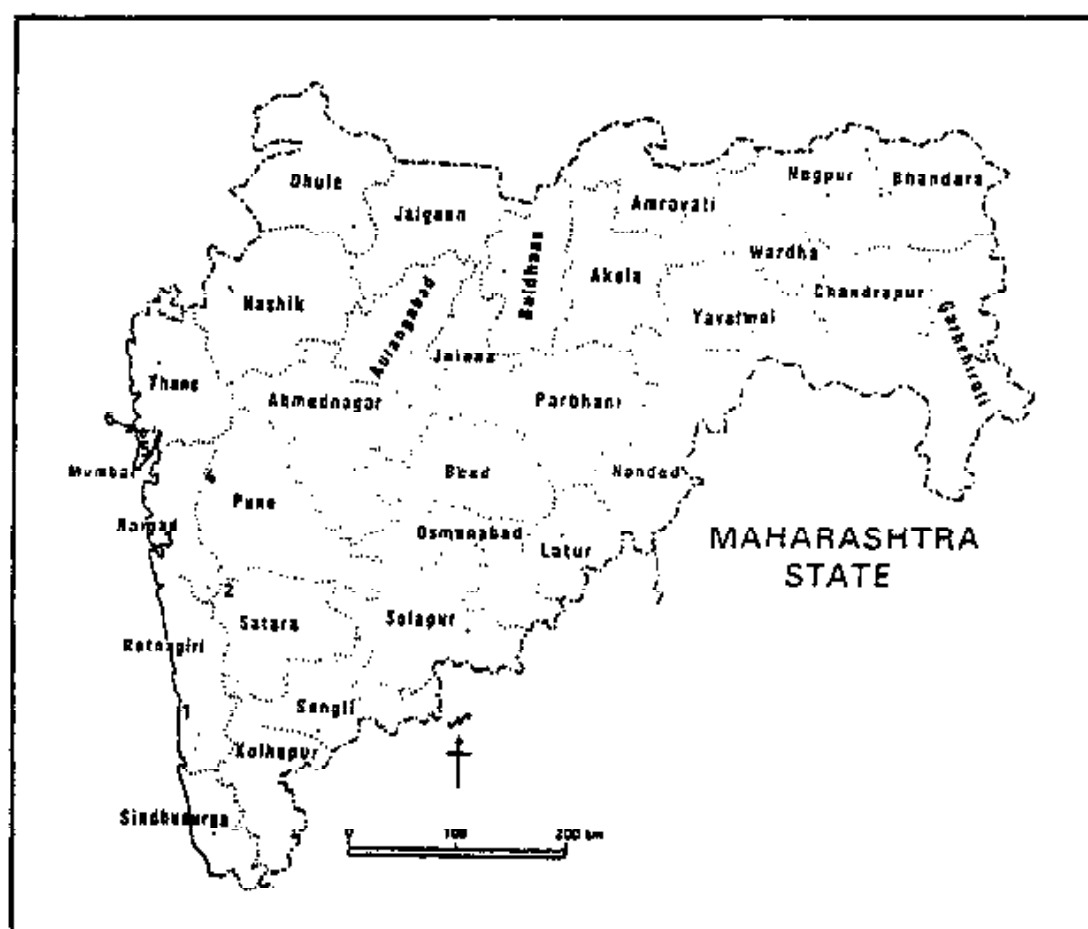 Dhule
Jalgaon
Amravati
Nagpur
Bhandara
Nashik
Aurangabad
Buldhana
Akola
Wardha
Yavatmal
Chandrapur
Garhchiroli
Jalna
Thane
Ahmednagar
Parbhani
Mumbai
Beed
Nanded
Pune
Raigad
Osmanabad
Latur
MAHARASHTRA
STATE
2
Satara
Solapur
Ratnagiri
1
Sangli
Kolhapur
Sindhudurga
0 100 200 km